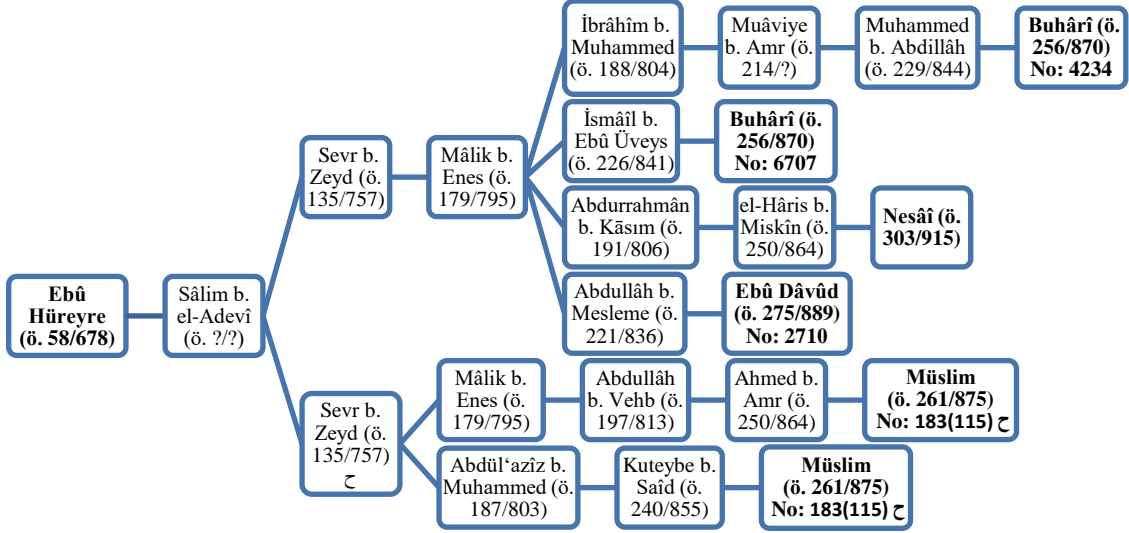 İbrâhîm b.
Muhammed
(ö. 188/804)
Muâviye
b. Amr (ö.
214/?)
Muhammed
b. Abdillâh
(ö. 229/844)
Buhârî (ö.
256/870)
No: 4234
İsmâîl b.
Ebû Üveys
(ö. 226/841)
Buhârî (ö.
256/870)
No: 6707
Sevr b.
Zeyd (ö.
135/757)
Mâlik b.
Enes (ö.
179/795)
Abdurrahmân
b. Kāsım (ö.
191/806)
el-Hâris b.
Miskîn (ö.
250/864)
Nesâî (ö.
303/915)
Ebû
Hüreyre
(ö. 58/678)
Sâlim b.
el-Adevî
(ö. ?/?)
Abdullâh b.
Mesleme (ö.
221/836)
Ebû Dâvûd
(ö. 275/889)
No: 2710
Sevr b.
Zeyd (ö.
135/757)
ح
Mâlik b.
Enes (ö.
179/795)
Abdullâh
b. Vehb (ö.
197/813)
Ahmed b.
Amr (ö.
250/864)
Müslim
(ö. 261/875)
No: 183(115) ح
Abdül‘azîz b.
Muhammed (ö.
187/803)
Kuteybe b.
Saîd (ö.
240/855)
Müslim
(ö. 261/875)
No: 183(115) ح